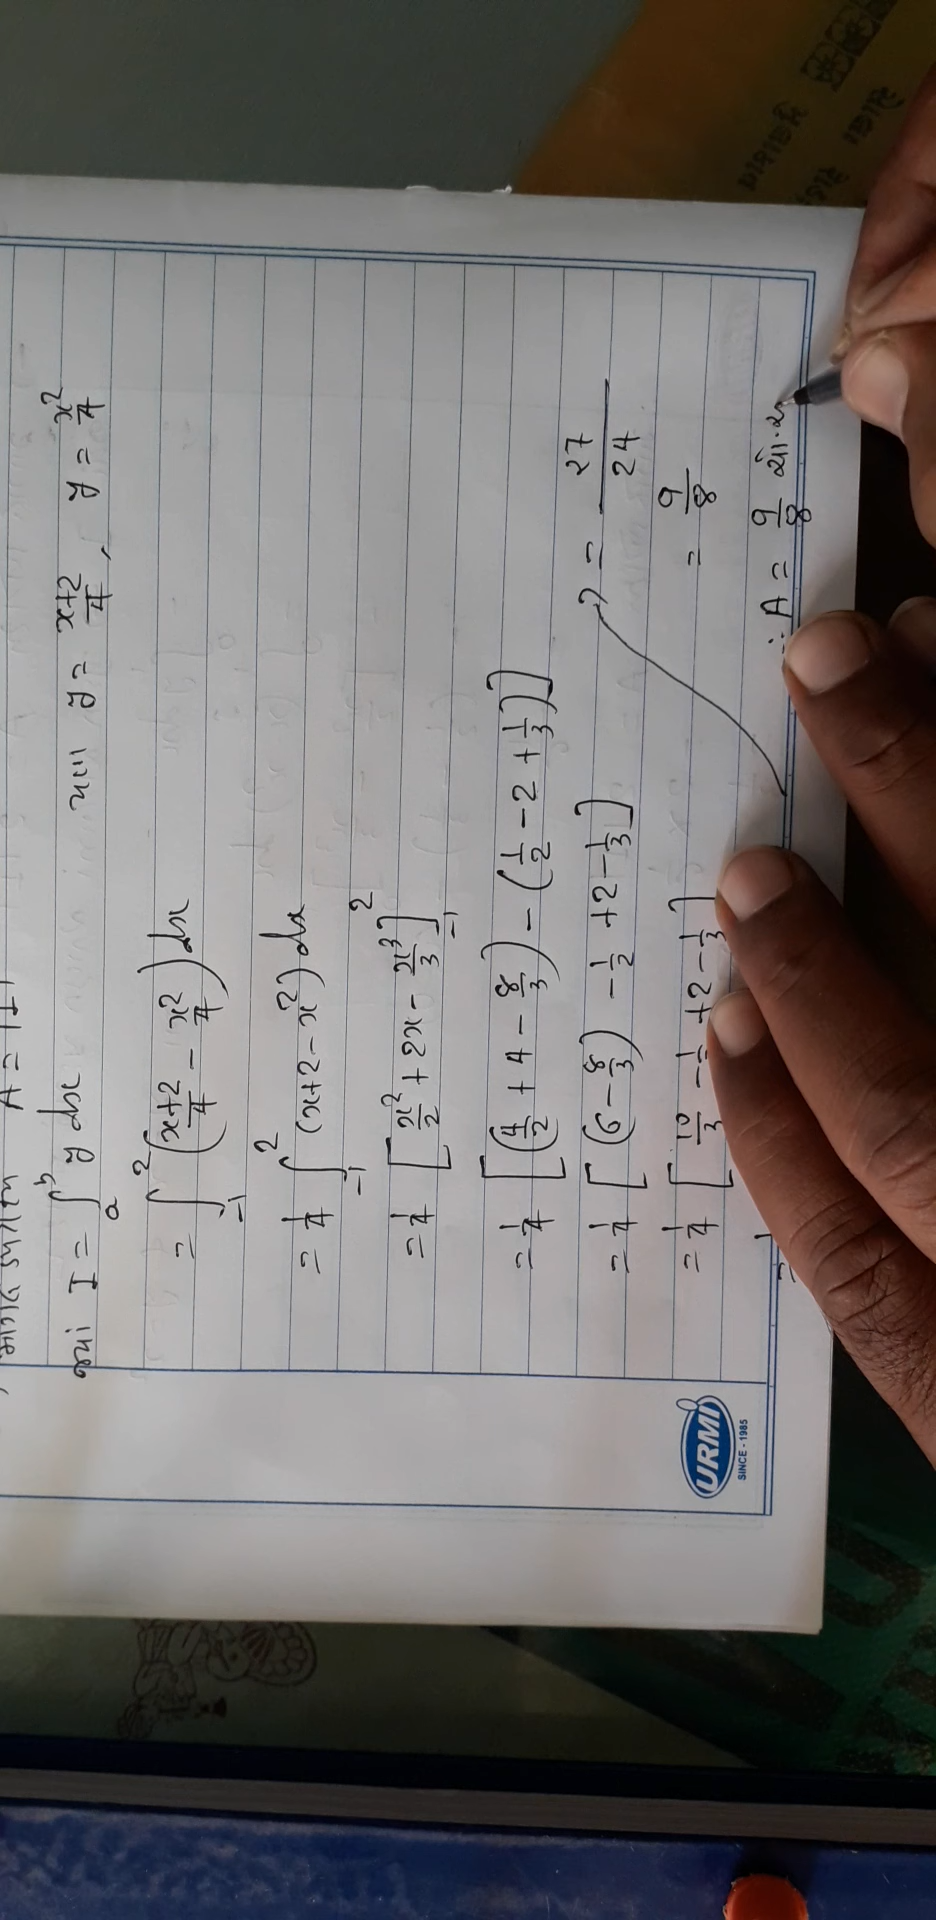 A = |I|
જ્યાં I = ∫ₐᵇ y dx જ્યાં y = (x+2)/4 , y = x²/4
= ∫₋₁² ((x+2)/4 − x²/4) dx
= 1/4 ∫₋₁² (x+2−x²) dx
= 1/4 [x²/2 + 2x − x³/3]₋₁²
= 1/4 [(4/2 + 4 − 8/3) − (1/2 − 2 + 1/3)]
= 1/4 [(6 − 8/3) − 1/2 + 2 − 1/3]
= 1/4 [10/3 − 1/2 + 2 − 1/3]
=
= 27/24
= 9/8
∴ A = 9/8 ચો.
URMI
SINCE - 1985